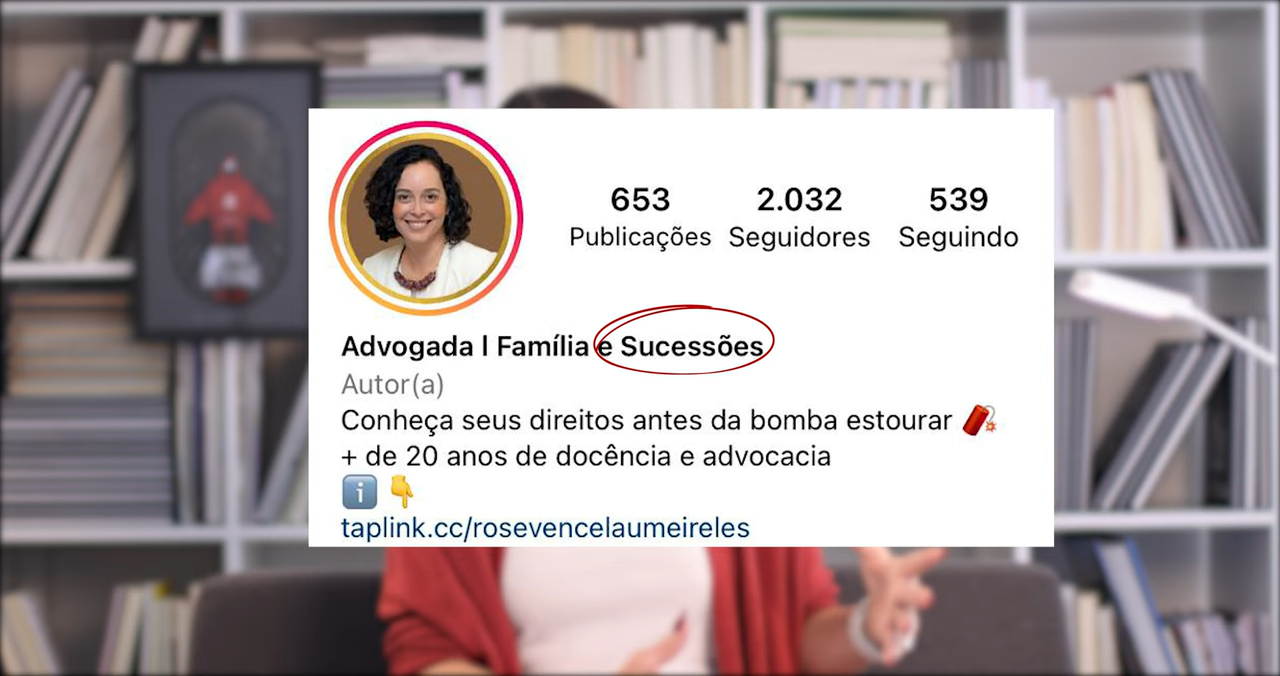 653 2.032 539
Publicações Seguidores Seguindo
Advogada l Família e Sucessões
Autor(a)
Conheça seus direitos antes da bomba estourar 🧨
+ de 20 anos de docência e advocacia
ℹ️ 👇
taplink.cc/rosevencelaumeireles